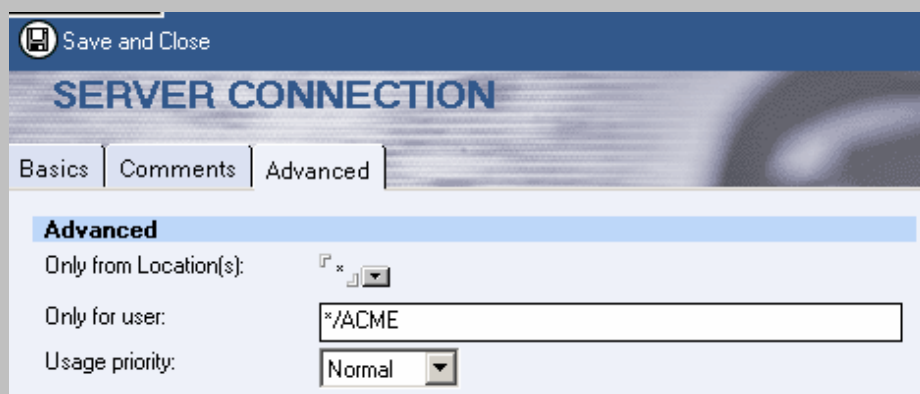 Save and Close
SERVER CONNECTION
Basics Comments Advanced
Advanced
Only from Location(s): *
Only for user: */ACME
Usage priority: Normal